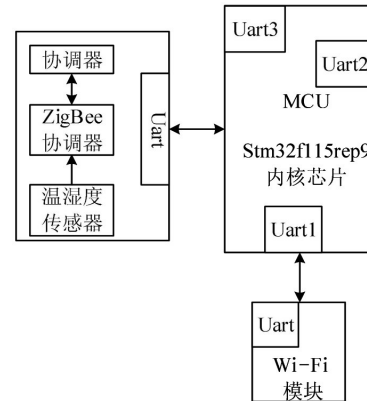 协调器
ZigBee
协调器
温湿度
传感器
Uart
Uart3
Uart2
MCU
Stm32f115rep9
内核芯片
Uart1
Uart
Wi-Fi
模块